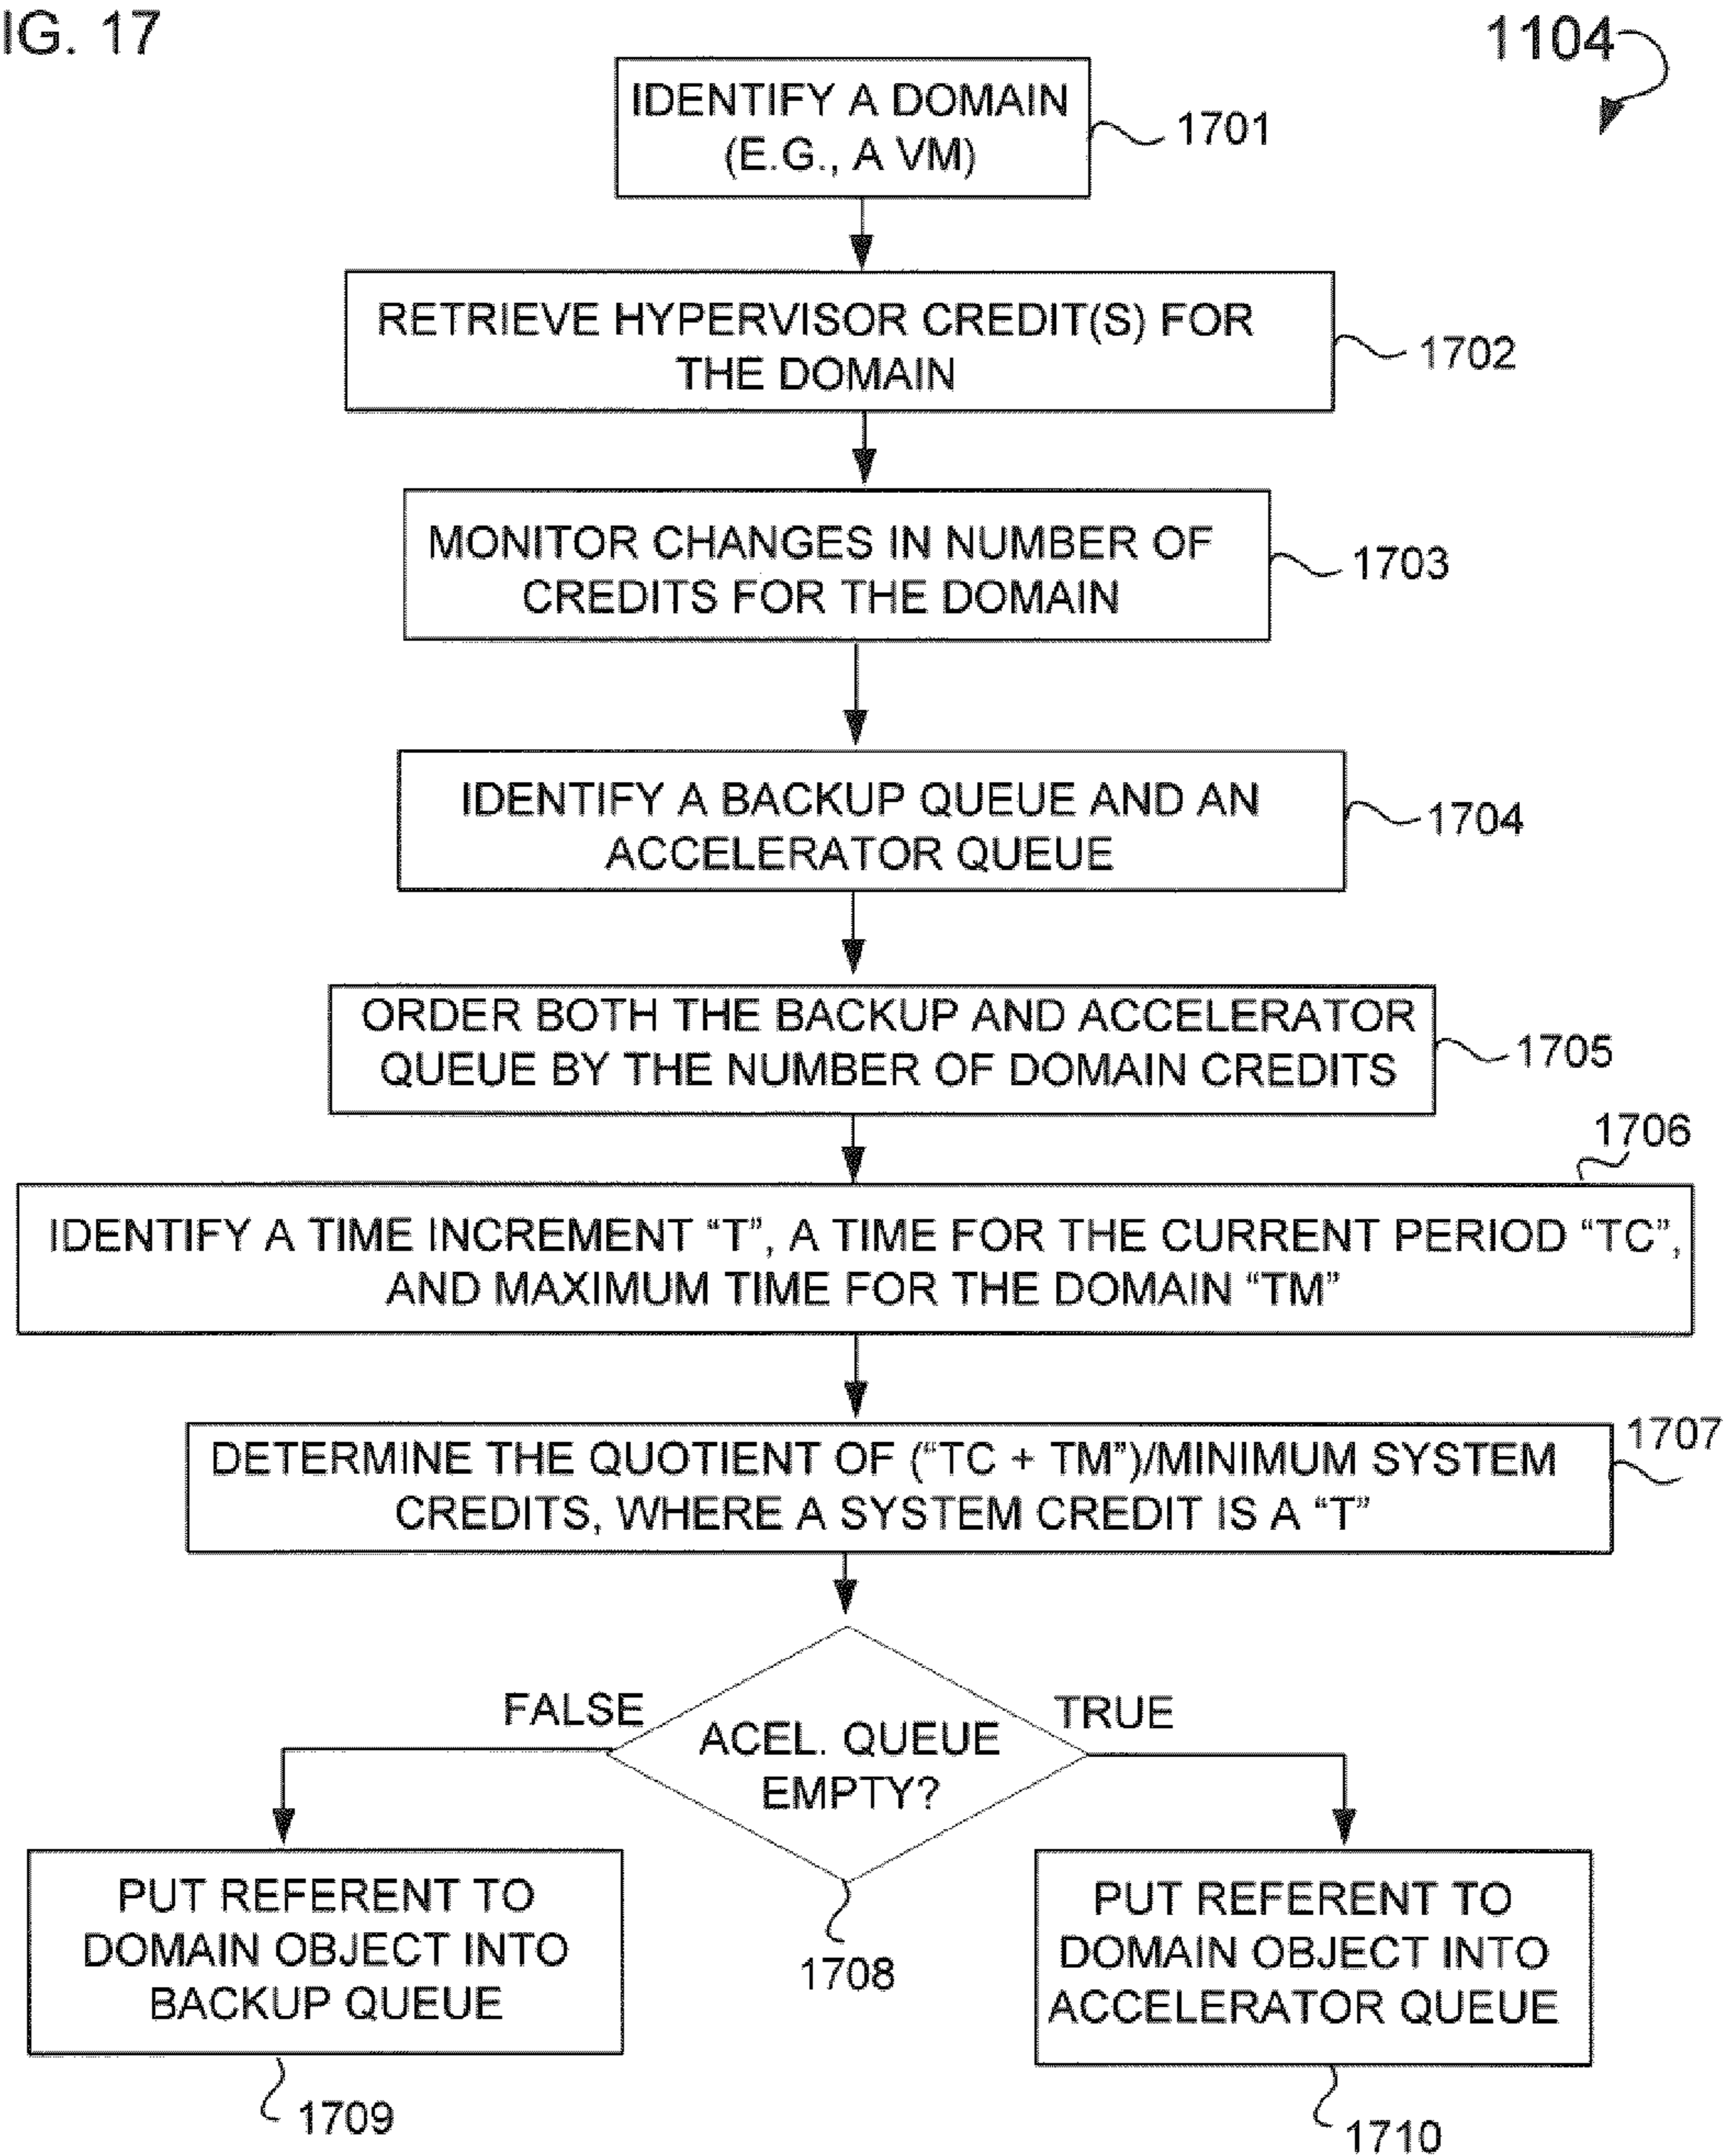 IG. 17
1104
IDENTIFY A DOMAIN
(E.G., A VM)
1701
RETRIEVE HYPERVISOR CREDIT(S) FOR
THE DOMAIN
1702
MONITOR CHANGES IN NUMBER OF
CREDITS FOR THE DOMAIN
1703
IDENTIFY A BACKUP QUEUE AND AN
ACCELERATOR QUEUE
1704
ORDER BOTH THE BACKUP AND ACCELERATOR
QUEUE BY THE NUMBER OF DOMAIN CREDITS
1705
1706
IDENTIFY A TIME INCREMENT “T”, A TIME FOR THE CURRENT PERIOD “TC”,
AND MAXIMUM TIME FOR THE DOMAIN “TM”
1707
DETERMINE THE QUOTIENT OF (“TC + TM”)/MINIMUM SYSTEM
CREDITS, WHERE A SYSTEM CREDIT IS A “T”
FALSE
TRUE
ACEL. QUEUE
EMPTY?
1708
PUT REFERENT TO
DOMAIN OBJECT INTO
BACKUP QUEUE
1709
PUT REFERENT TO
DOMAIN OBJECT INTO
ACCELERATOR QUEUE
1710